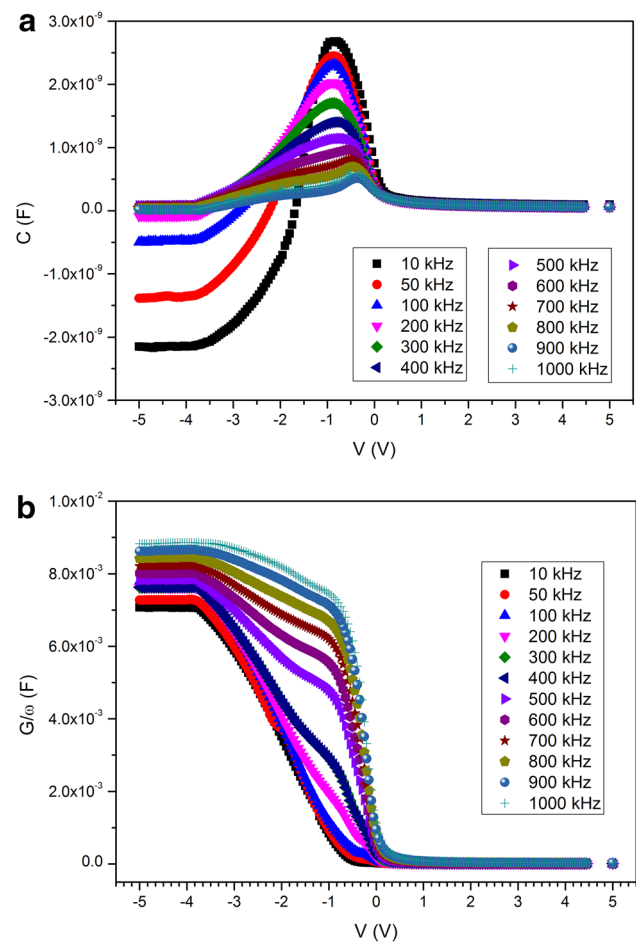 a
3.0x10⁻⁹
2.0x10⁻⁹
1.0x10⁻⁹
0.0
-1.0x10⁻⁹
-2.0x10⁻⁹
-3.0x10⁻⁹
C (F)
10 kHz
50 kHz
100 kHz
200 kHz
300 kHz
400 kHz
500 kHz
600 kHz
700 kHz
800 kHz
900 kHz
1000 kHz
-5 -4 -3 -2 -1 0 1 2 3 4 5
V (V)
b
1.0x10⁻²
8.0x10⁻³
6.0x10⁻³
4.0x10⁻³
2.0x10⁻³
0.0
G/ω (F)
10 kHz
50 kHz
100 kHz
200 kHz
300 kHz
400 kHz
500 kHz
600 kHz
700 kHz
800 kHz
900 kHz
1000 kHz
-5 -4 -3 -2 -1 0 1 2 3 4 5
V (V)